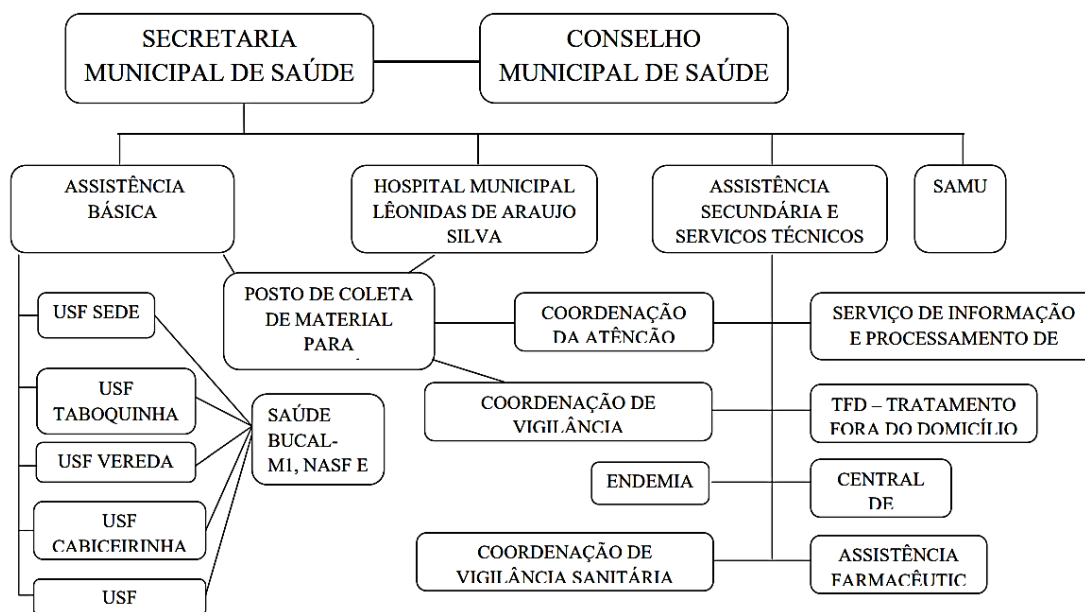 SECRETARIA
MUNICIPAL DE SAÚDE
CONSELHO
MUNICIPAL DE SAÚDE
ASSISTÊNCIA
BÁSICA
HOSPITAL MUNICIPAL
LÊONIDAS DE ARAUJO
SILVA
ASSISTÊNCIA
SECUNDÁRIA E
SERVIÇOS TÉCNICOS
SAMU
POSTO DE COLETA
DE MATERIAL
PARA
USF SEDE
USF
TABOQUINHA
USF VEREDA
USF
CABICEIRINHA
USF
SAÚDE
BUCAL-
M1, NASF E
COORDENAÇÃO
DA ATENÇÃO
SERVIÇO DE INFORMAÇÃO
E PROCESSAMENTO DE
COORDENAÇÃO DE
VIGILÂNCIA
TFD – TRATAMENTO
FORA DO DOMICÍLIO
ENDEMIA
CENTRAL
DE
COORDENAÇÃO DE
VIGILÂNCIA SANITÁRIA
ASSISTÊNCIA
FARMACÊUTIC